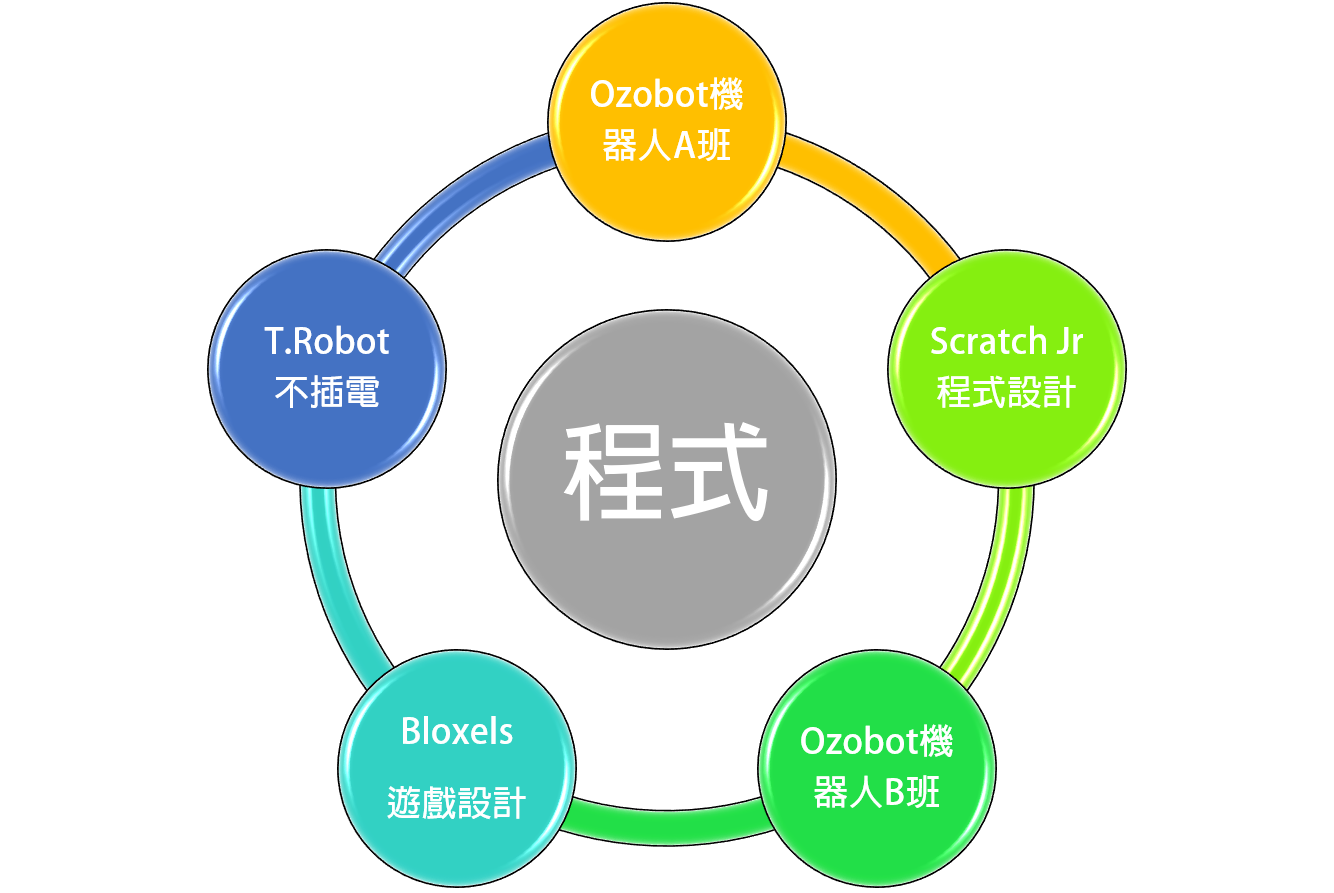 Ozobot機
器人A班
T.Robot
不插電
Scratch Jr
程式設計
程式
Bloxels
遊戲設計
Ozobot機
器人B班